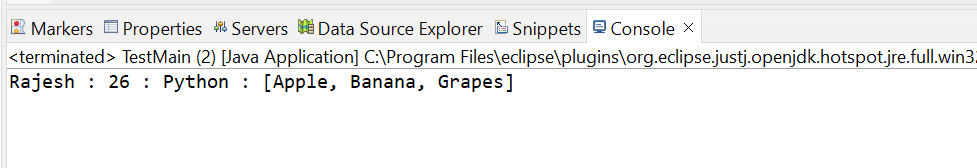 Markers Properties Servers Data Source Explorer Snippets Console
<terminated> TestMain (2) [Java Application] C:\Program Files\eclipse\plugins\org.eclipse.justj.openjdk.hotspot.jre.full.win32
Rajesh : 26 : Python : [Apple, Banana, Grapes]